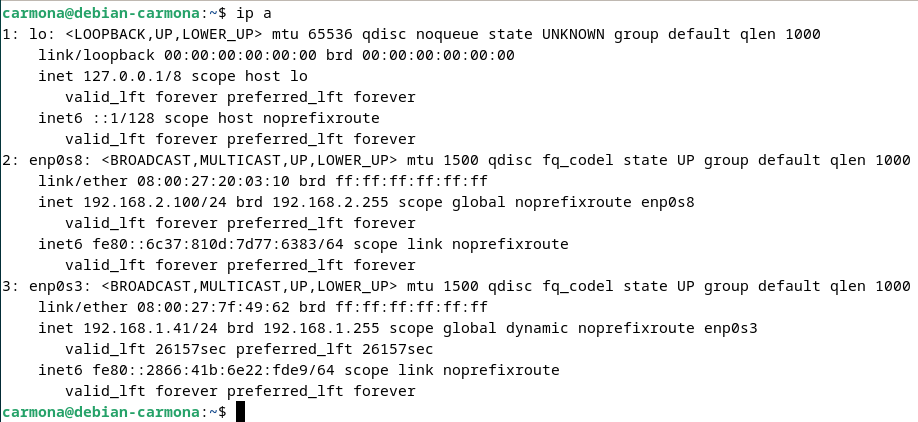 carmona@debian-carmona:~$ ip a
1: lo: <LOOPBACK,UP,LOWER_UP> mtu 65536 qdisc noqueue state UNKNOWN group default qlen 1000
    link/loopback 00:00:00:00:00:00 brd 00:00:00:00:00:00
    inet 127.0.0.1/8 scope host lo
       valid_lft forever preferred_lft forever
    inet6 ::1/128 scope host noprefixroute
       valid_lft forever preferred_lft forever
2: enp0s8: <BROADCAST,MULTICAST,UP,LOWER_UP> mtu 1500 qdisc fq_codel state UP group default qlen 1000
    link/ether 08:00:27:20:03:10 brd ff:ff:ff:ff:ff:ff
    inet 192.168.2.100/24 brd 192.168.2.255 scope global noprefixroute enp0s8
       valid_lft forever preferred_lft forever
    inet6 fe80::6c37:810d:7d77:6383/64 scope link noprefixroute
       valid_lft forever preferred_lft forever
3: enp0s3: <BROADCAST,MULTICAST,UP,LOWER_UP> mtu 1500 qdisc fq_codel state UP group default qlen 1000
    link/ether 08:00:27:7f:49:62 brd ff:ff:ff:ff:ff:ff
    inet 192.168.1.41/24 brd 192.168.1.255 scope global dynamic noprefixroute enp0s3
       valid_lft 26157sec preferred_lft 26157sec
    inet6 fe80::2866:41b:6e22:fde9/64 scope link noprefixroute
       valid_lft forever preferred_lft forever
carmona@debian-carmona:~$